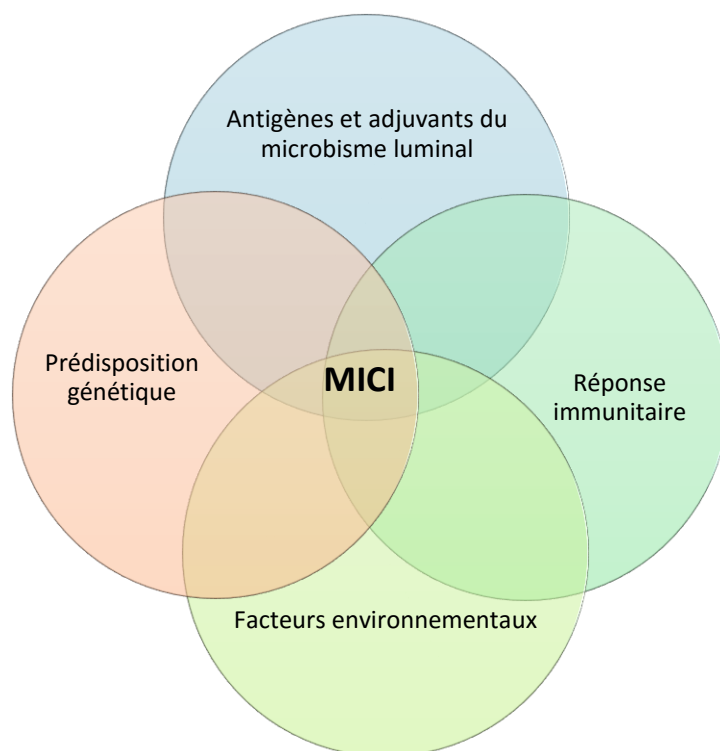 Antigènes et adjuvants du
microbisme luminal
Prédisposition
génétique
MICI
Réponse
immunitaire
Facteurs environnementaux